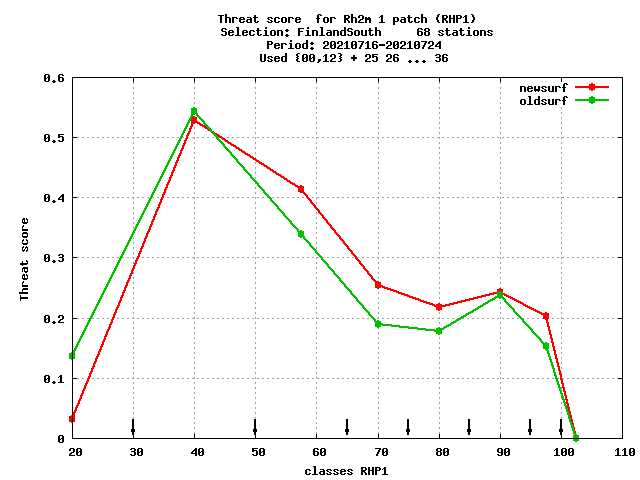 Threat score  for Rh2m 1 patch (RHP1)
Selection: FinlandSouth     68 stations
Period: 20210716-20210724
Used {00,12} + 25 26 ... 36
newsurf
oldsurf
Threat score
0.6
0.5
0.4
0.3
0.2
0.1
0
20 30 40 50 60 70 80 90 100 110
classes RHP1